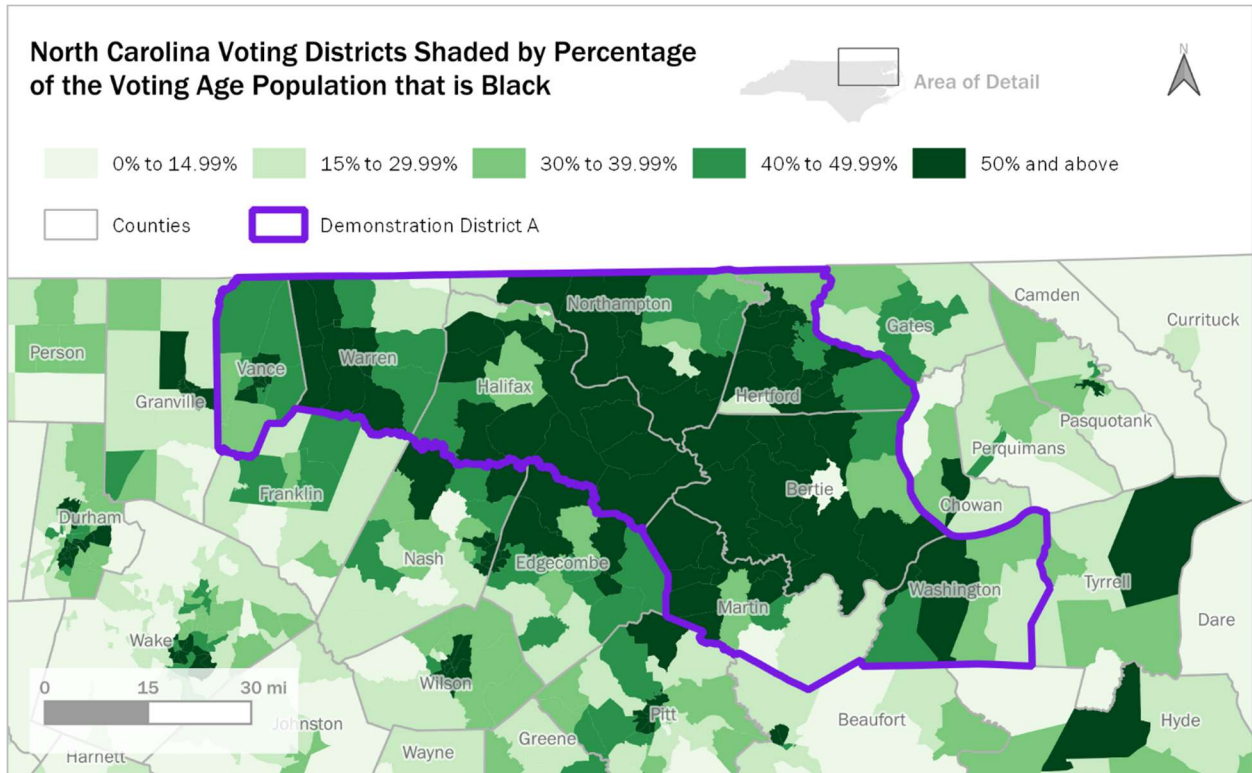 North Carolina Voting Districts Shaded by Percentage
of the Voting Age Population that is Black
N
Area of Detail
0% to 14.99%
15% to 29.99%
30% to 39.99%
40% to 49.99%
50% and above
Counties
Demonstration District A
Northampton
Camden
Currituck
Gates
Person
Vance
Warren
Halifax
Granville
Hertford
Pasquotank
Perquimans
Franklin
Bertie
Chowan
Durham
Nash
Edgecombe
Washington
Tyrrell
Martin
Dare
Wake
Wilson
0
15
30 mi
Johnston
Pitt
Beaufort
Hyde
Harnett
Wayne
Greene